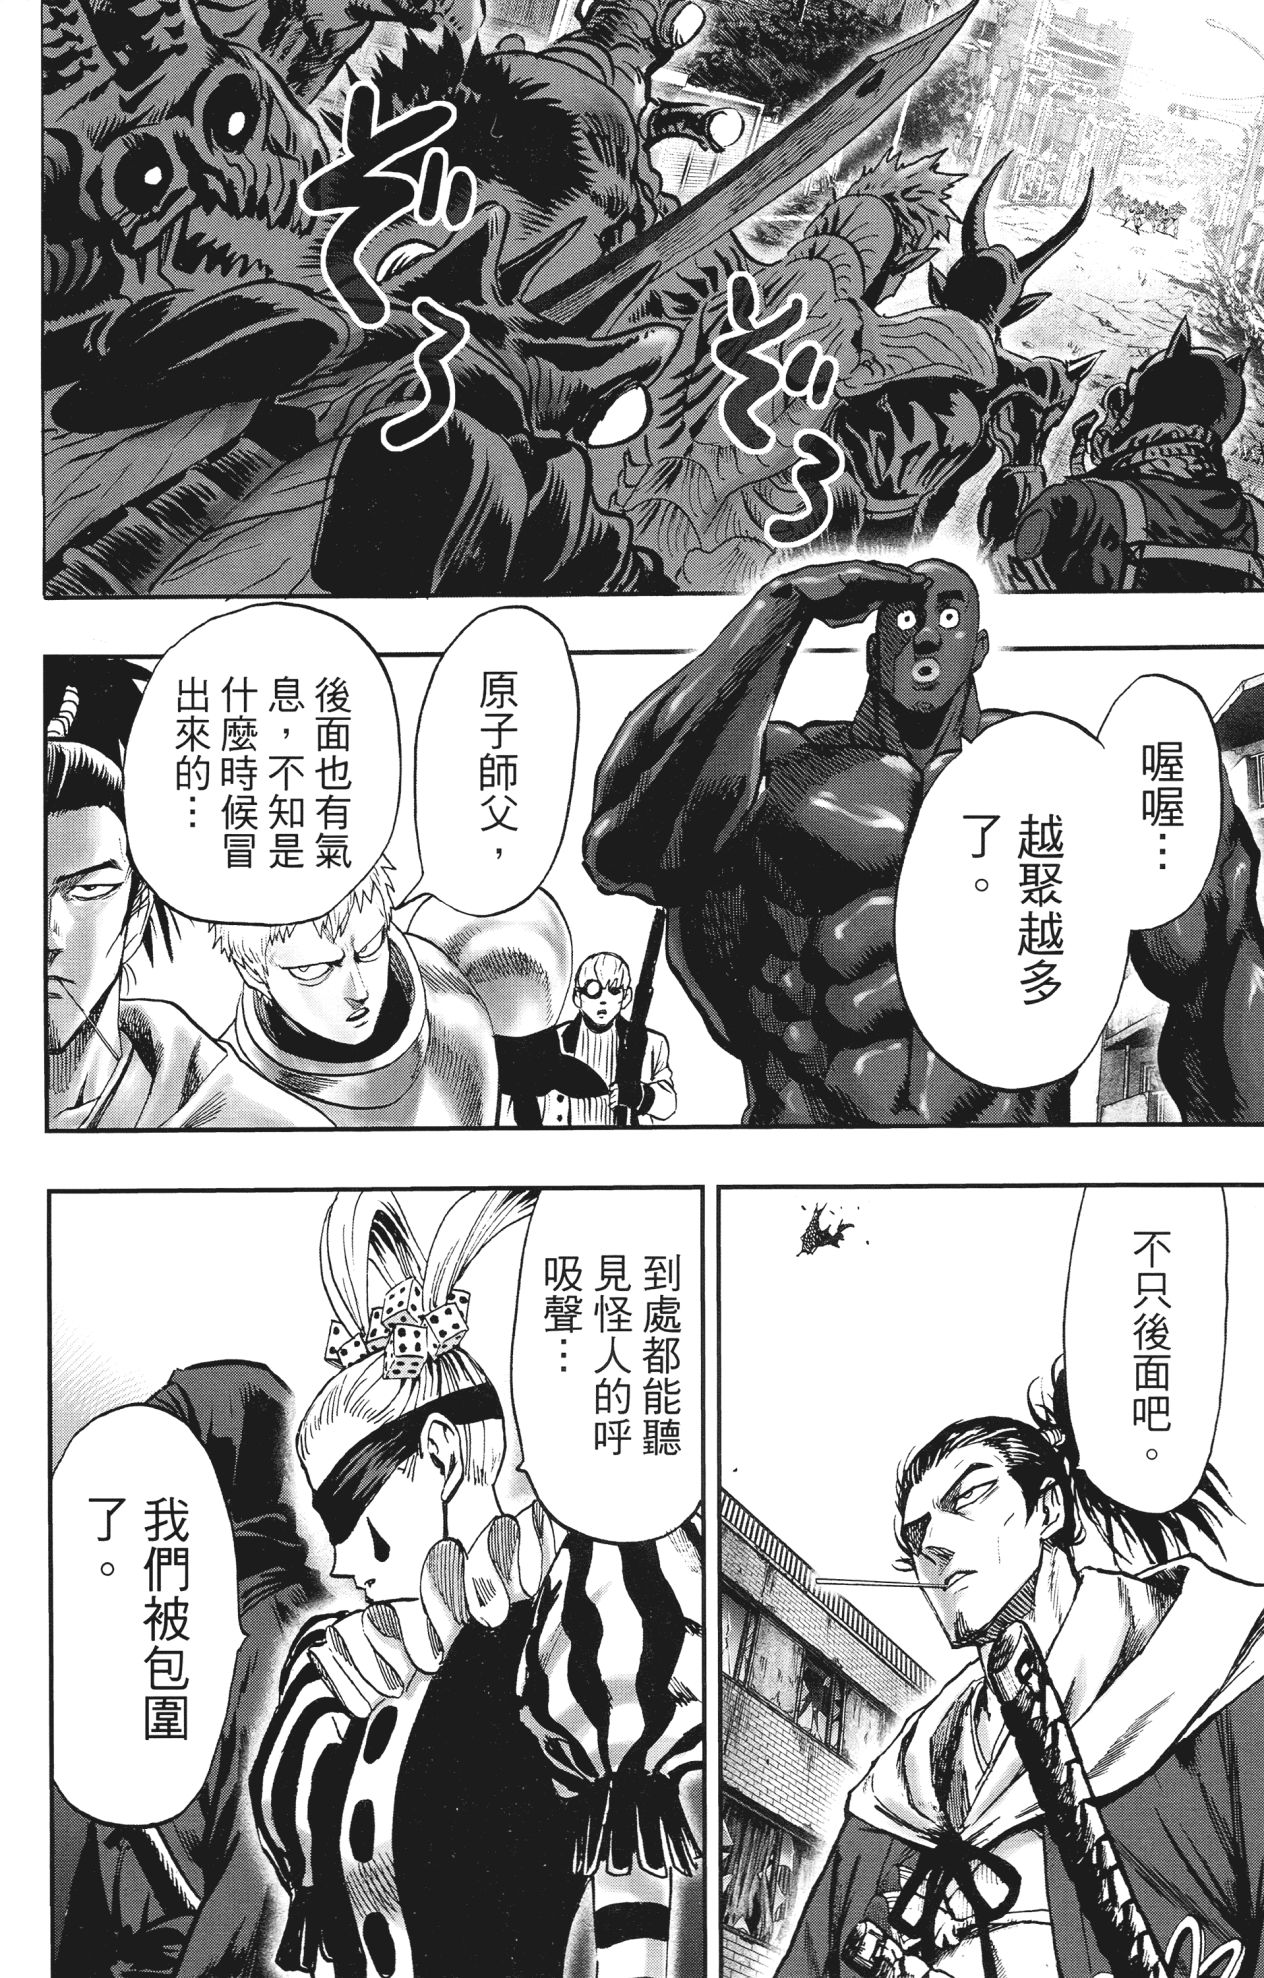 ぞろ
ぞろ
喔喔…
越聚越多
了。
原子師父，
後面也有氣
息，不知是
什麼時候冒
出來的…
不只後面吧。
到處都能聽
見怪人的呼
吸聲…
我們被包圍
了。